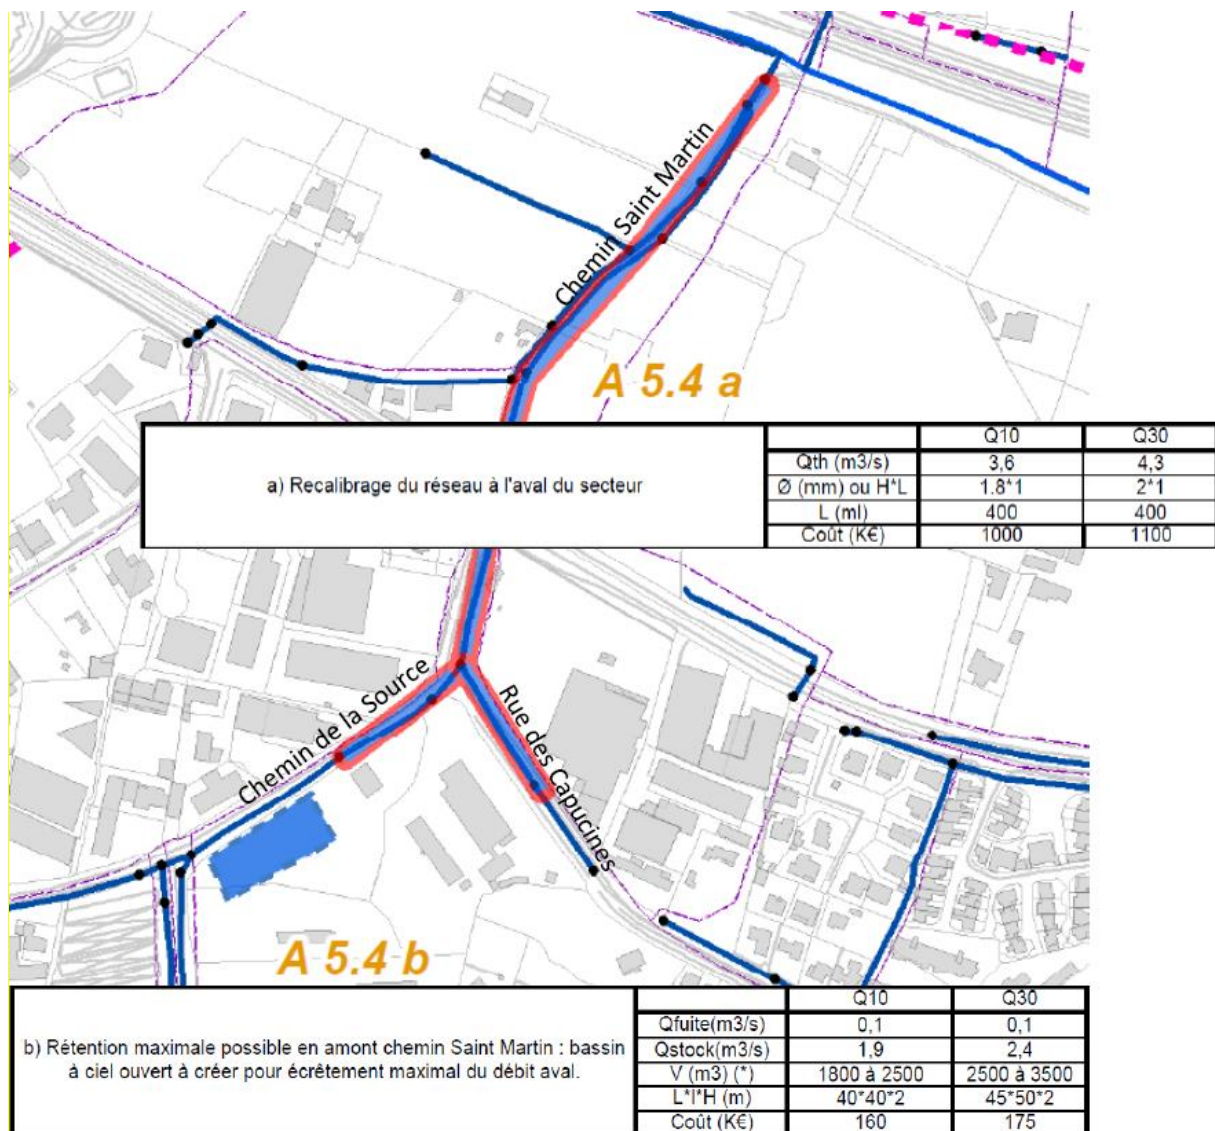 Chemin Saint Martin
A 5.4 a
a) Recalibrage du réseau à l'aval du secteur
Q10 Q30
Qth (m3/s) 3,6 4,3
Ø (mm) ou H*L 1.8*1 2*1
L (ml) 400 400
Coût (K€) 1000 1100
Chemin de la Source
Rue des Capucines
A 5.4 b
b) Rétention maximale possible en amont chemin Saint Martin : bassin
à ciel ouvert à créer pour écrêtement maximal du débit aval.
Q10 Q30
Qfuite(m3/s) 0,1 0,1
Qstock(m3/s) 1,9 2,4
V (m3) (*) 1800 à 2500 2500 à 3500
L*l*H (m) 40*40*2 45*50*2
Coût (K€) 160 175